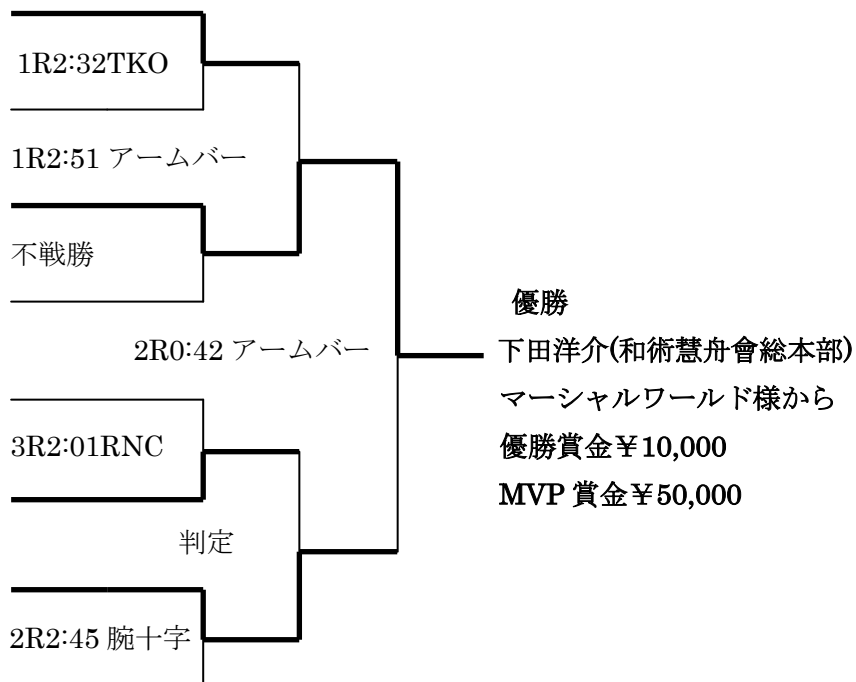 1R2:32TKO
1R2:51 アームバー
不戦勝
2R0:42 アームバー
3R2:01RNC
判定
2R2:45 腕十字
優勝
下田洋介(和術慧舟會総本部)
マーシャルワールド様から
優勝賞金￥10,000
MVP 賞金￥50,000